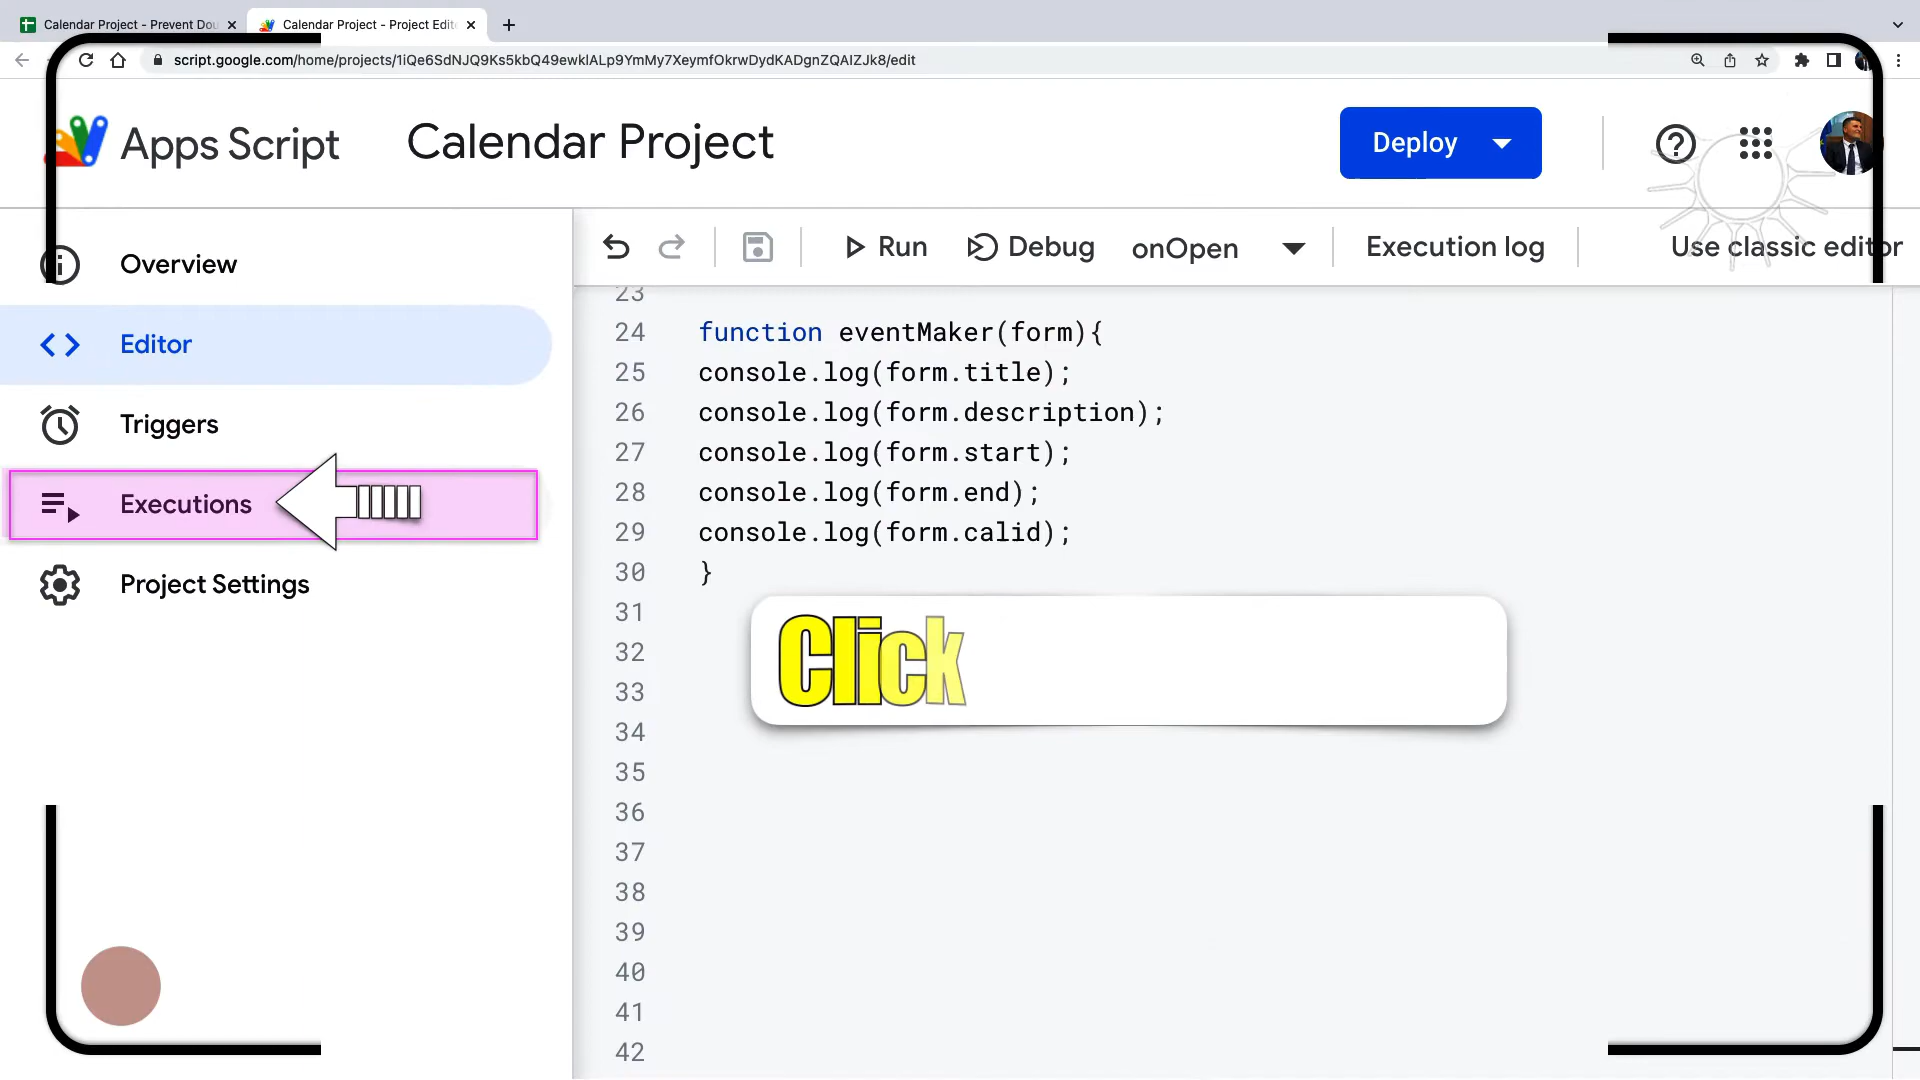 Calendar Project - Prevent Dou
Calendar Project - Project Edit
script.google.com/home/projects/1iQe6SdNJQ9Ks5kbQ49ewklALp9YmMy7XeymfOkrwDydKADgnZQAIZJk8/edit
Apps Script
Calendar Project
Deploy
Overview
Editor
Triggers
Executions
Project Settings
Run
Debug
onOpen
Execution log
Use classic editor
23
24 function eventMaker(form){
25 console.log(form.title);
26 console.log(form.description);
27 console.log(form.start);
28 console.log(form.end);
29 console.log(form.calid);
30 }
31
32
33
34
35
36
37
38
39
40
41
42
Click